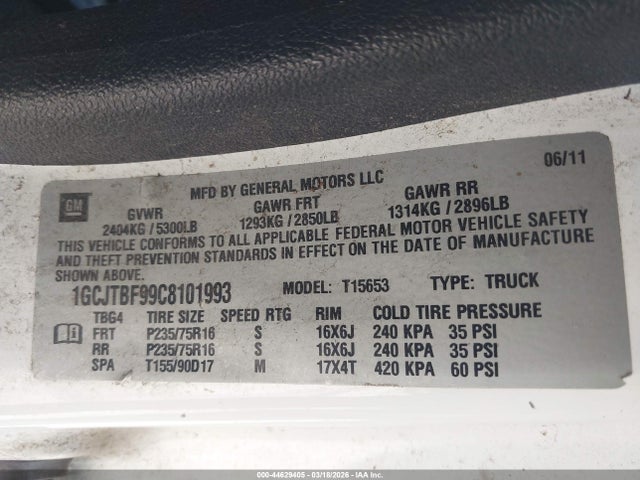 06/11
MFD BY GENERAL MOTORS LLC
GM
GVWR GAWR FRT GAWR RR
2404KG / 5300LB 1293KG / 2850LB 1314KG / 2896LB
THIS VEHICLE CONFORMS TO ALL APPLICABLE FEDERAL MOTOR VEHICLE SAFETY
AND THEFT PREVENTION STANDARDS IN EFFECT ON THE DATE OF MANUFACTURE
SHOWN ABOVE.
1GCJTBF99C8101993 MODEL: T15653 TYPE: TRUCK
TBG4 TIRE SIZE SPEED RTG RIM COLD TIRE PRESSURE
FRT P235/75R16 S 16X6J 240 KPA 35 PSI
RR P235/75R16 S 16X6J 240 KPA 35 PSI
SPA T155/90D17 M 17X4T 420 KPA 60 PSI
000-44629405 - 03/18/2026 - COPYRIGHT IAA, LLC